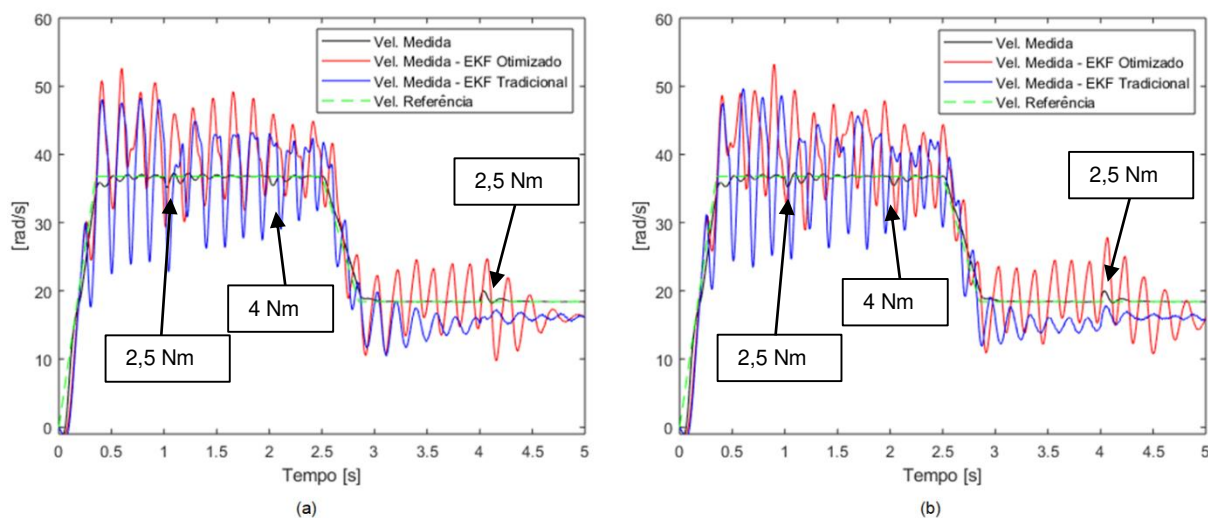 60
50
40
30
20
10
0
[rad/s]
Vel. Medida
Vel. Medida - EKF Otimizado
Vel. Medida - EKF Tradicional
Vel. Referência
2,5 Nm
4 Nm
2,5 Nm
0 0.5 1 1.5 2 2.5 3 3.5 4 4.5 5
Tempo [s]
(a)
60
50
40
30
20
10
0
[rad/s]
Vel. Medida
Vel. Medida - EKF Otimizado
Vel. Medida - EKF Tradicional
Vel. Referência
2,5 Nm
4 Nm
2,5 Nm
0 0.5 1 1.5 2 2.5 3 3.5 4 4.5 5
Tempo [s]
(b)